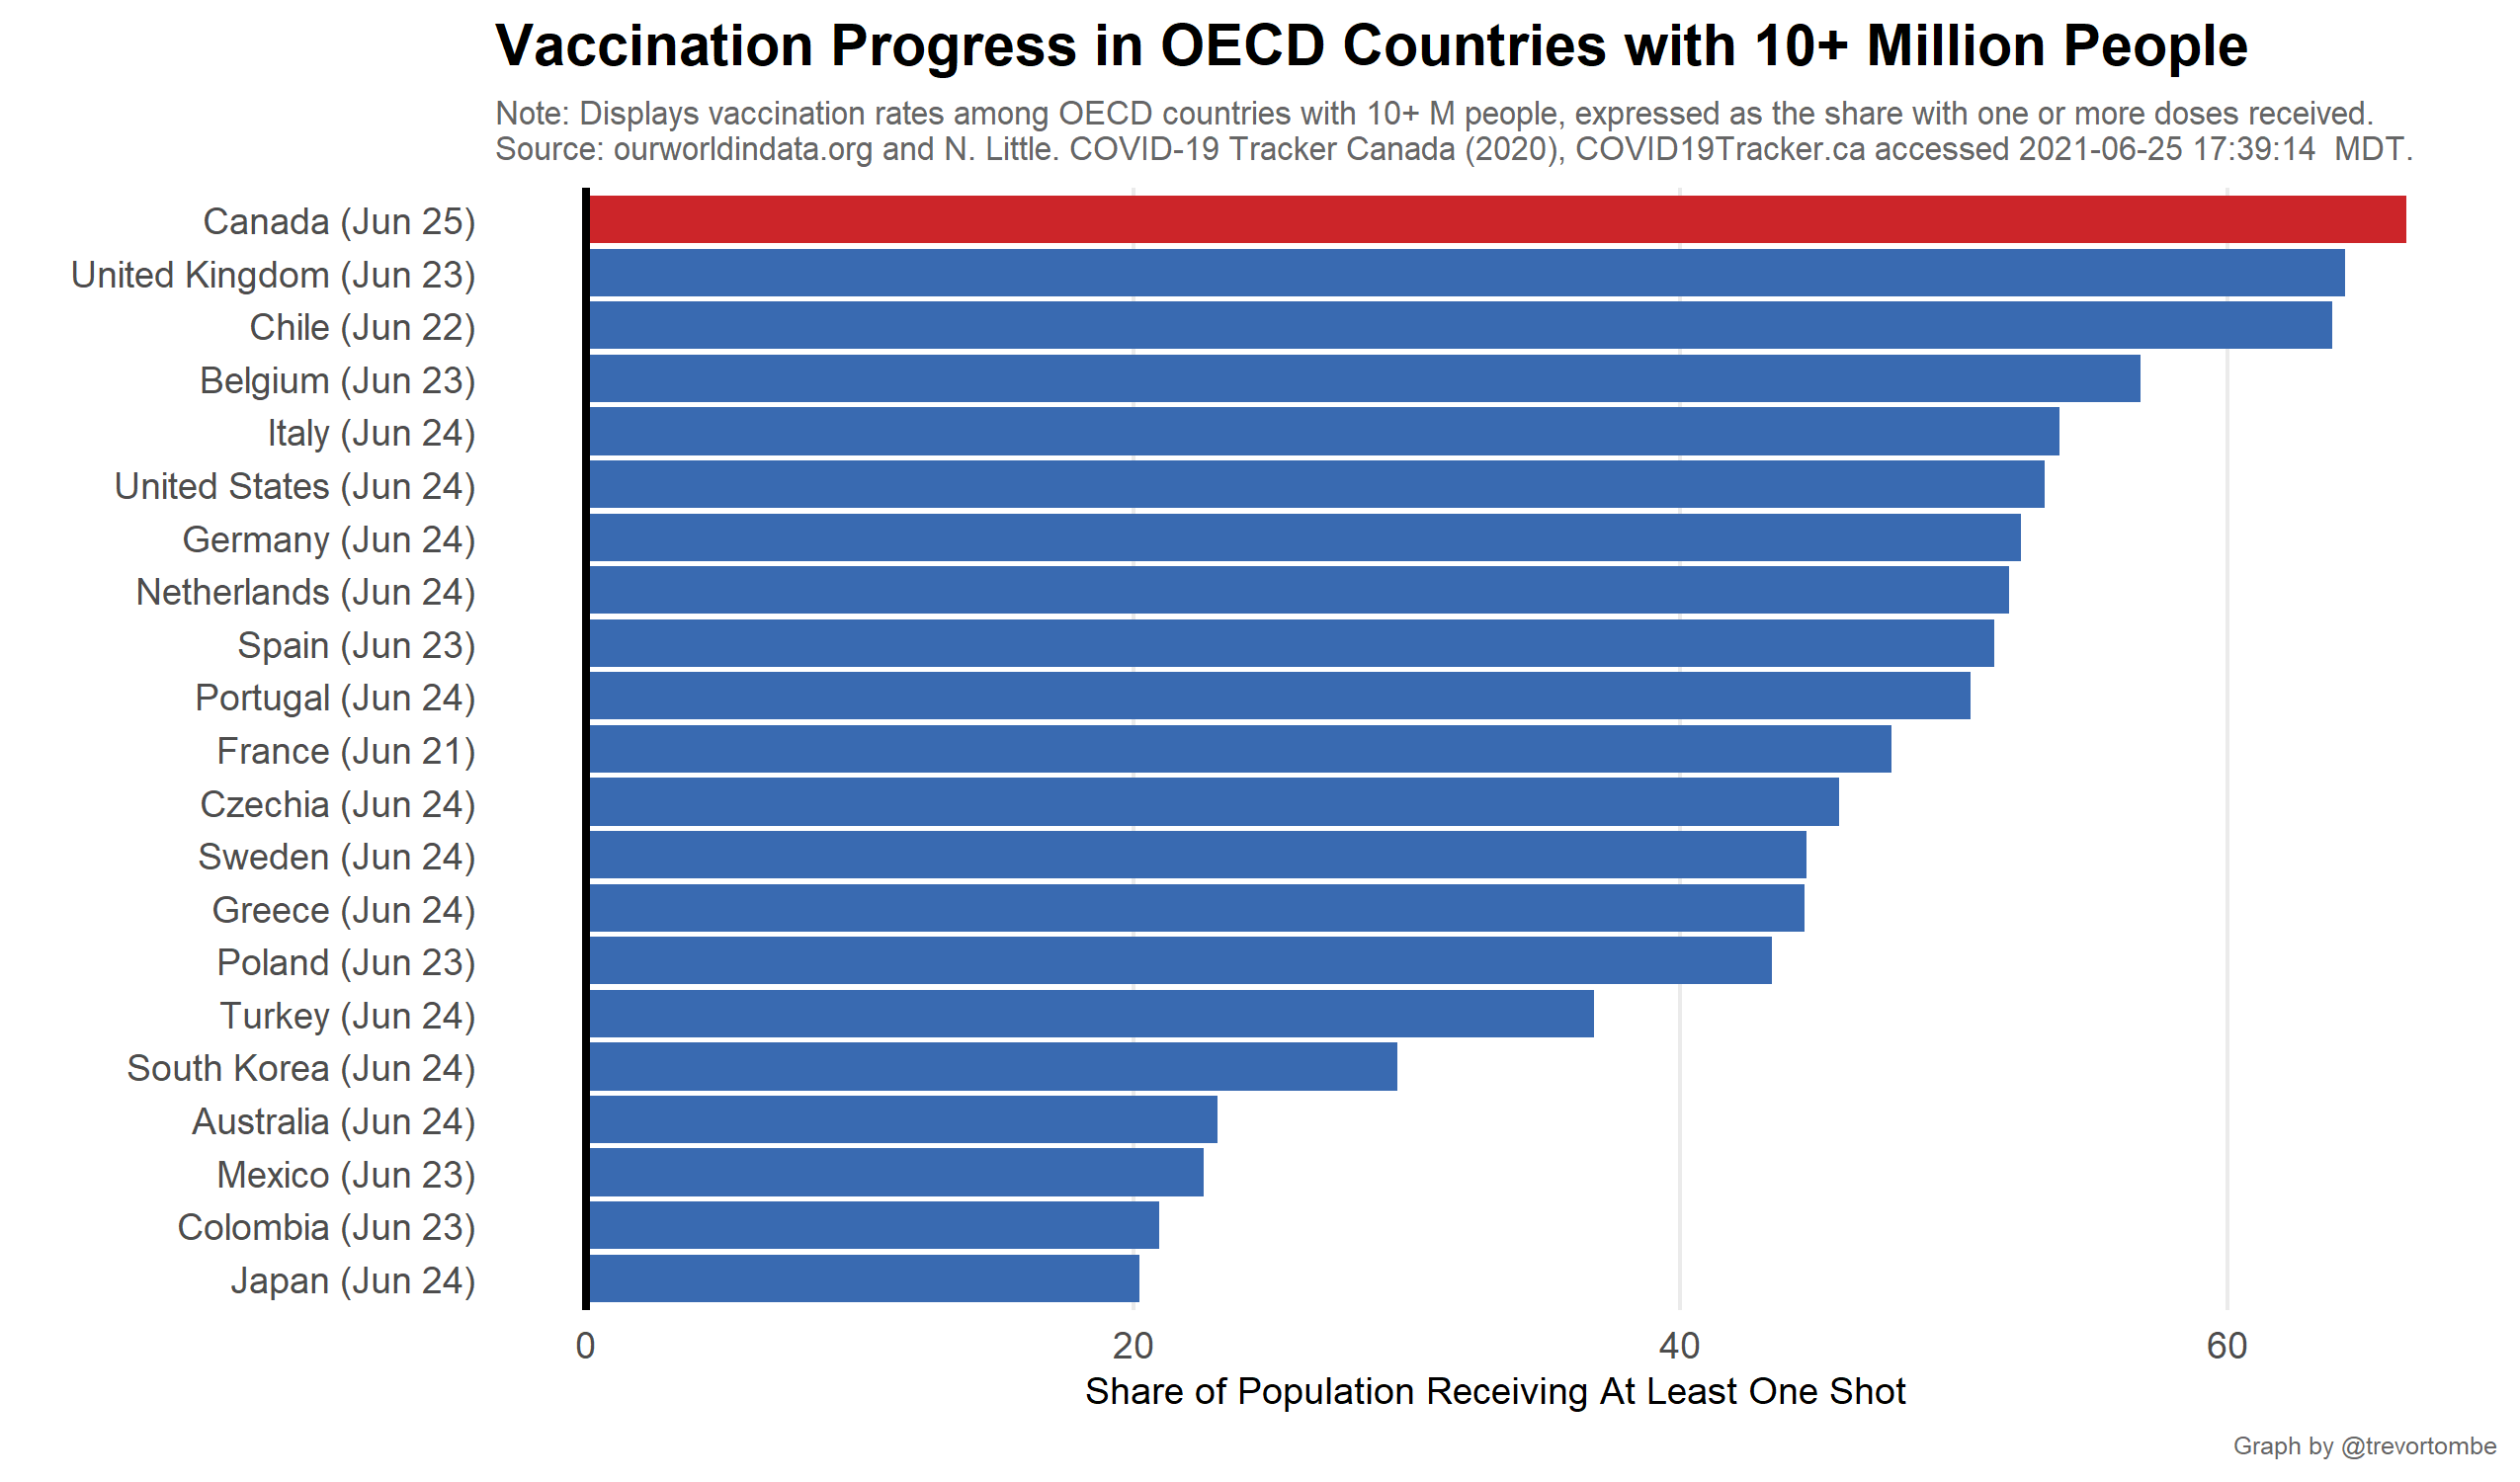 Vaccination Progress in OECD Countries with 10+ Million People
Note: Displays vaccination rates among OECD countries with 10+ M people, expressed as the share with one or more doses received.
Source: ourworldindata.org and N. Little. COVID-19 Tracker Canada (2020), COVID19Tracker.ca accessed 2021-06-25 17:39:14  MDT.
Canada (Jun 25)
United Kingdom (Jun 23)
Chile (Jun 22)
Belgium (Jun 23)
Italy (Jun 24)
United States (Jun 24)
Germany (Jun 24)
Netherlands (Jun 24)
Spain (Jun 23)
Portugal (Jun 24)
France (Jun 21)
Czechia (Jun 24)
Sweden (Jun 24)
Greece (Jun 24)
Poland (Jun 23)
Turkey (Jun 24)
South Korea (Jun 24)
Australia (Jun 24)
Mexico (Jun 23)
Colombia (Jun 23)
Japan (Jun 24)
0 20 40 60
Share of Population Receiving At Least One Shot
Graph by @trevortombe